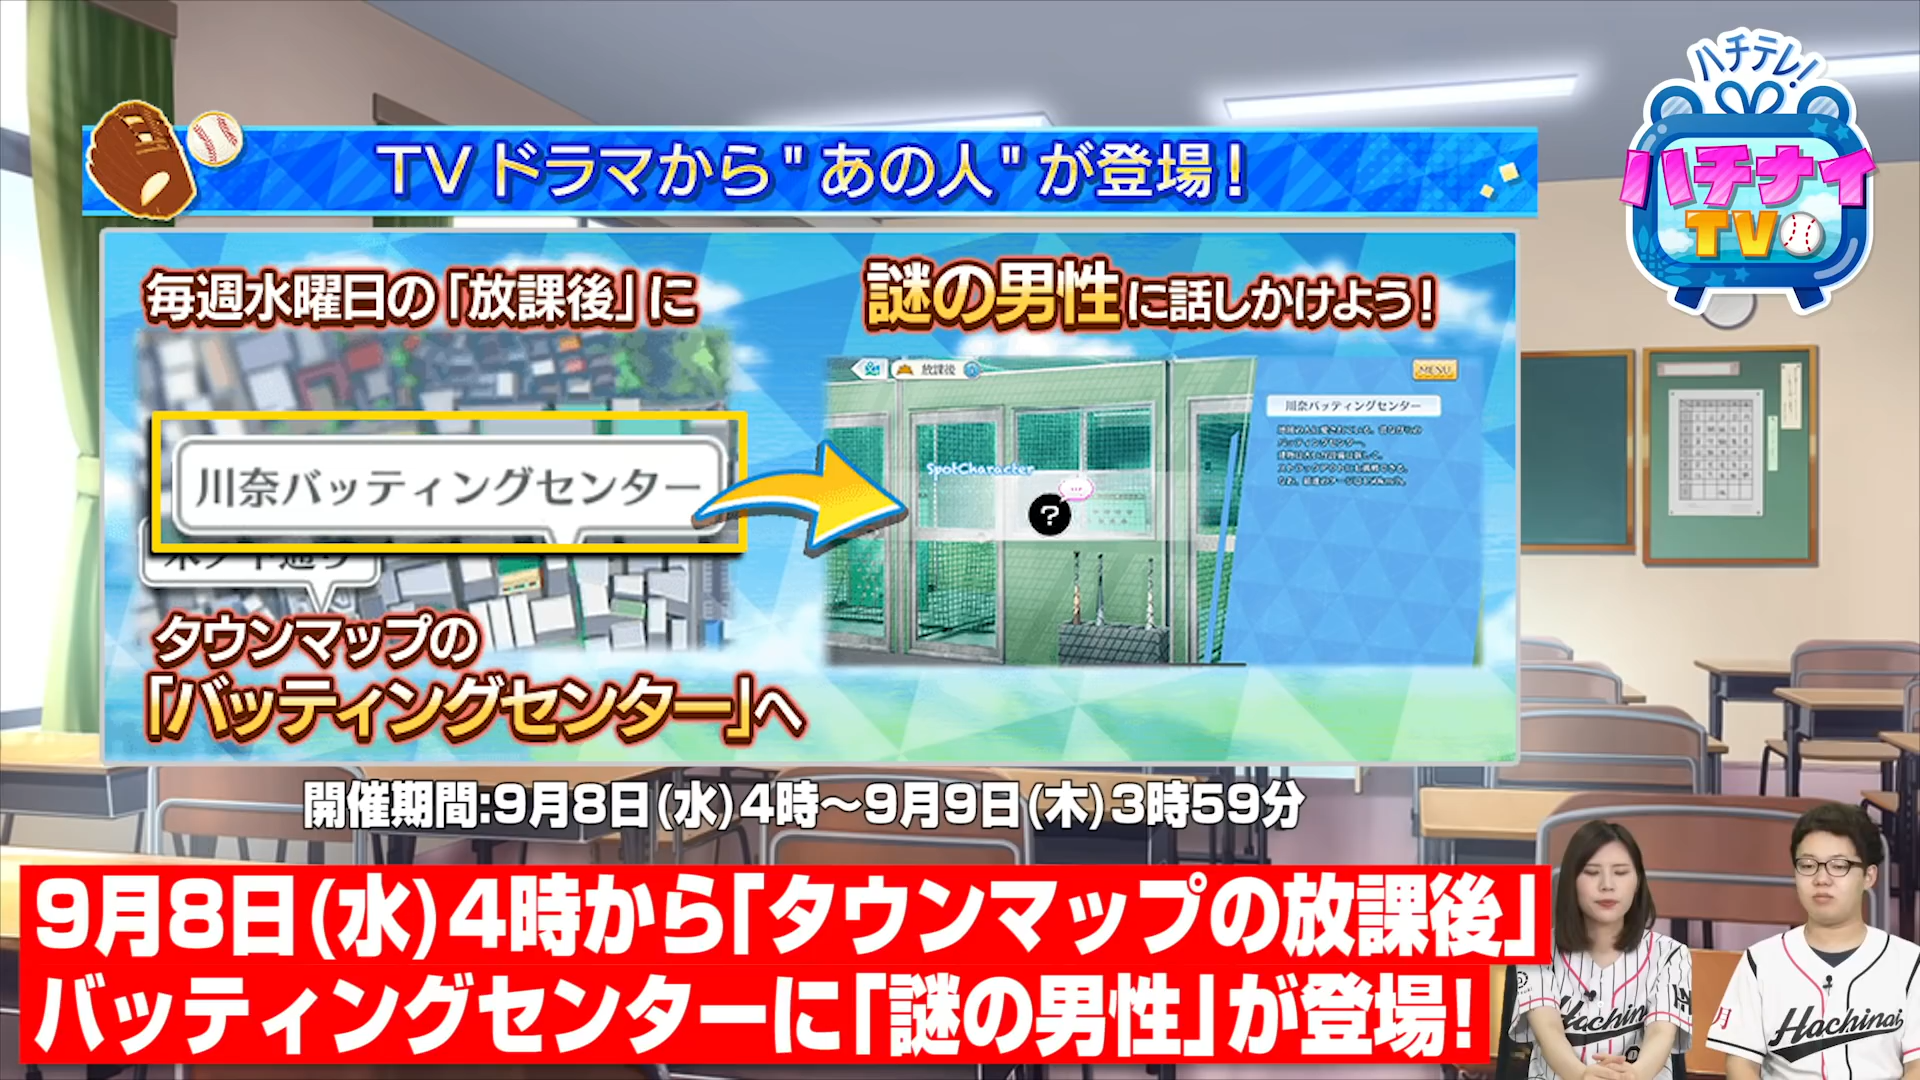 ハチテレ!
ハチナイ
TV
TVドラマから"あの人"が登場!
毎週水曜日の「放課後」に
謎の男性に話しかけよう!
放課後
MENU
川奈バッティングセンター
SpotCharacter
?
川奈バッティングセンター
タウンマップの
「バッティングセンター」へ
開催期間:9月8日(水)4時〜9月9日(木)3時59分
9月8日(水)4時から「タウンマップの放課後」
バッティングセンターに「謎の男性」が登場!
Hachin
月
Hachinai